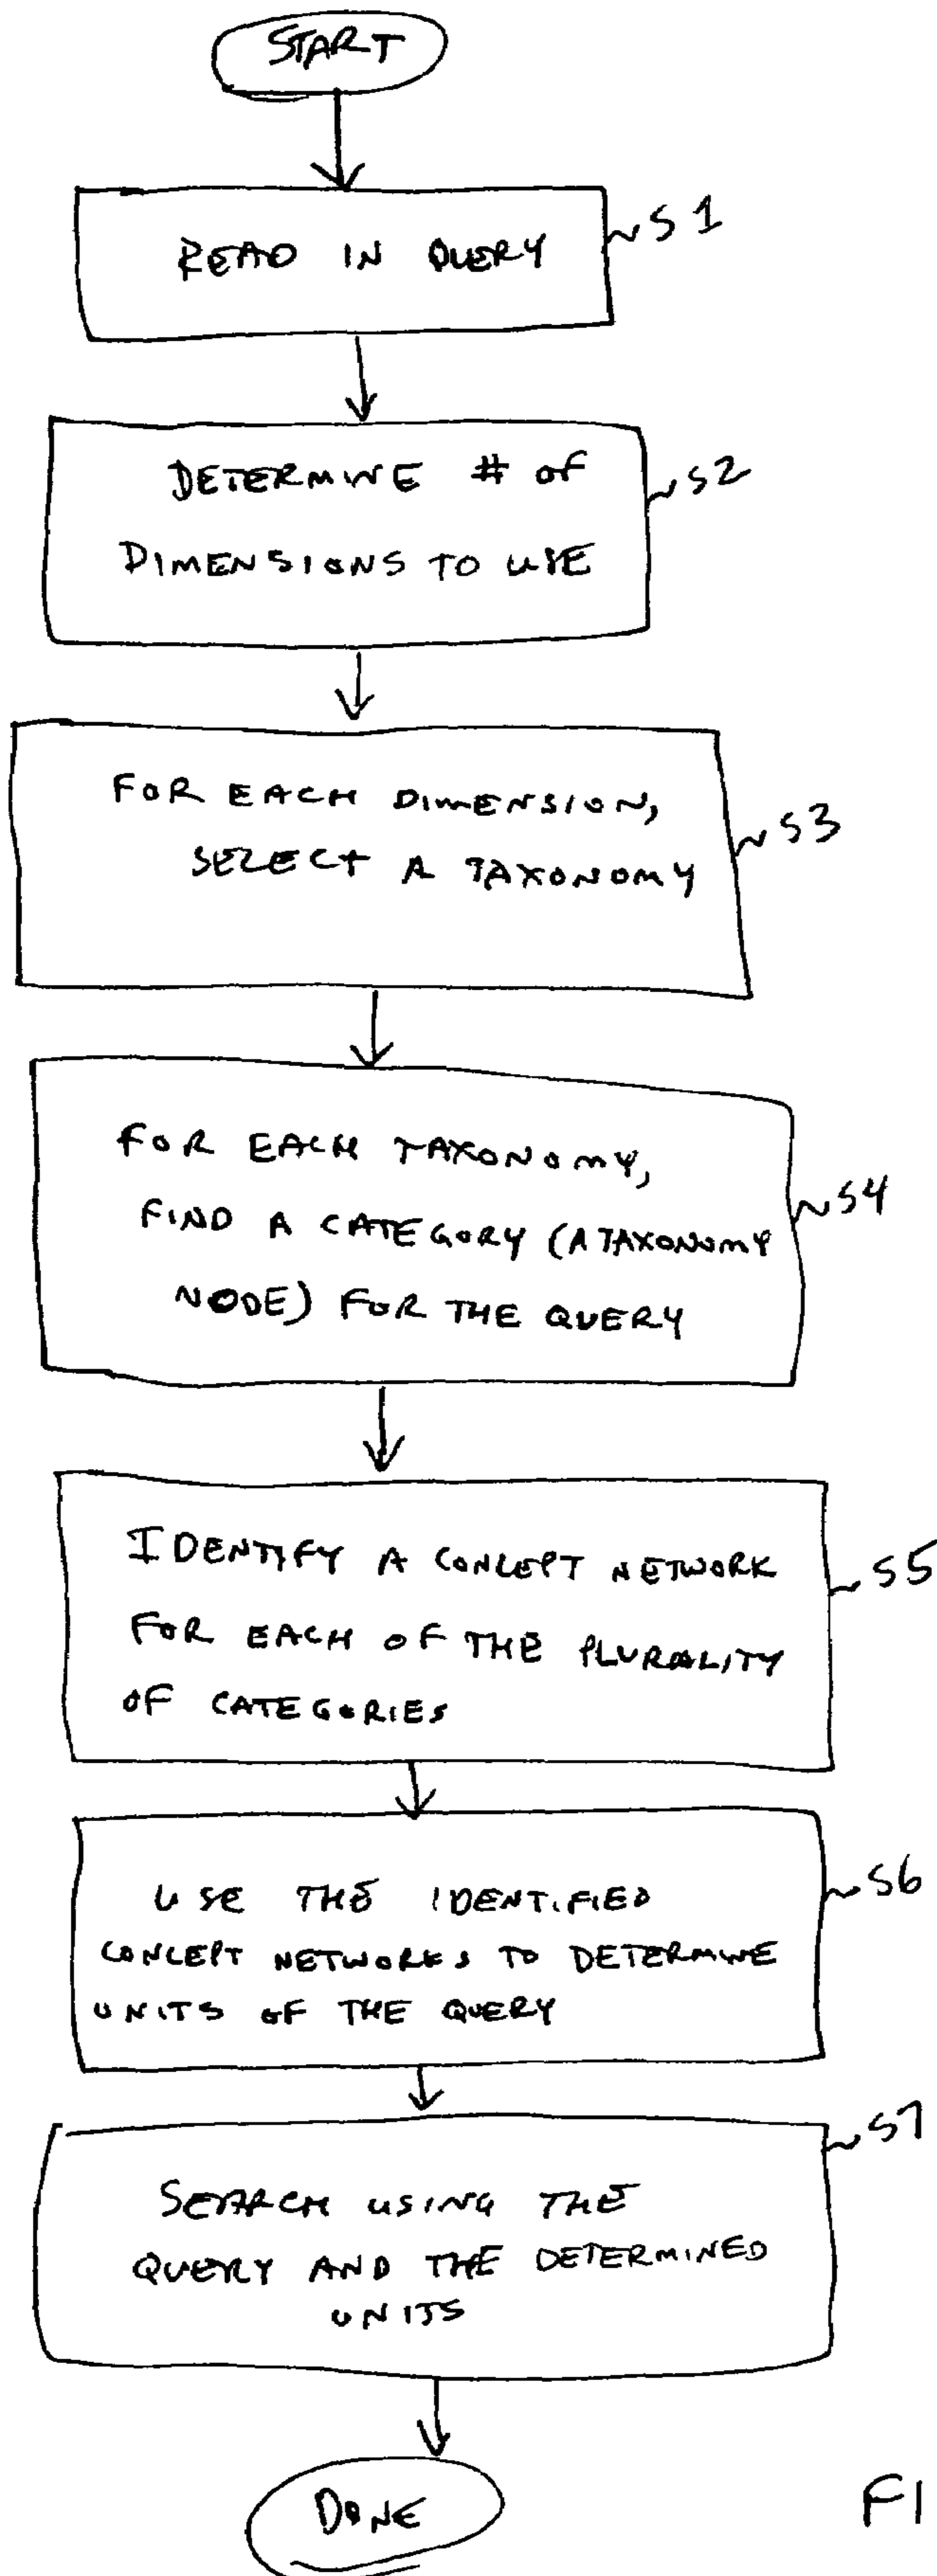 START
READ IN QUERY
S1
DETERMINE # OF
DIMENSIONS TO USE
S2
FOR EACH DIMENSION,
SELECT A TAXONOMY
S3
FOR EACH TAXONOMY,
FIND A CATEGORY (A TAXONOMY
NODE) FOR THE QUERY
S4
IDENTIFY A CONCEPT NETWORK
FOR EACH OF THE PLURALITY
OF CATEGORIES
S5
USE THE IDENTIFIED
CONCEPT NETWORKS TO DETERMINE
UNITS OF THE QUERY
S6
SEARCH USING THE
QUERY AND THE DETERMINED
UNITS
S7
DONE
FI